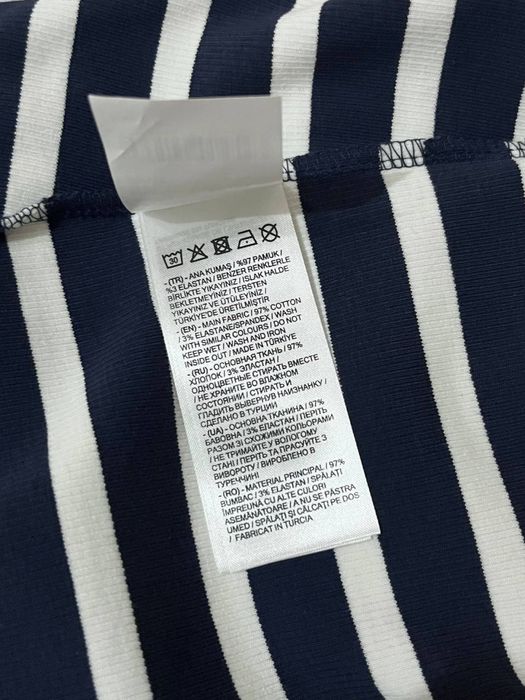 30
-(TR)- ANA KUMAŞ / %97 PAMUK /
%3 ELASTAN / BENZER RENKLERLE
BİRLİKTE YIKAYINIZ / ISLAK HALDE
BEKLETMEYİNİZ / TERSTEN
YIKAYINIZ VE ÜTÜLEYİNİZ /
TÜRKİYE'DE ÜRETİLMİŞTİR
-(EN)- MAIN FABRIC / 97% COTTON
/ 3% ELASTANE/SPANDEX / WASH
WITH SIMILAR COLOURS / DO NOT
KEEP WET / WASH AND IRON
INSIDE OUT / MADE IN TÜRKİYE
-(RU)- ОСНОВНАЯ ТКАНЬ / 97%
ХЛОПОК / 3% ЭЛАСТАН /
ОДНОЦВЕТНЫЕ СТИРАТЬ ВМЕСТЕ
/ НЕ ХРАНИТЕ ВО ВЛАЖНОМ
СОСТОЯНИИ / СТИРАТЬ И
ГЛАДИТЬ ВЫВЕРНУВ НАИЗНАНКУ /
СДЕЛАНО В ТУРЦИИ
-(UA)- ОСНОВНА ТКАНИНА / 97%
БАВОВНА / 3% ЕЛАСТАН / ПЕРІТЬ
РАЗОМ ЗІ СХОЖИМИ КОЛЬОРАМИ
/ НЕ ТРИМАЙТЕ У ВОЛОГОМУ
СТАНІ / ПЕРІТЬ ТА ПРАСУЙТЕ З
ВИВОРОТУ / ВИРОБЛЕНО В
ТУРЕЧЧИНІ
-(RO)- MATERIAL PRINCIPAL / 97%
BUMBAC / 3% ELASTAN / SPĂLAȚI
ÎMPREUNĂ CU ALTE CULORI
ASEMĂNĂTOARE / A NU SE PĂSTRA
UMED / SPĂLAȚI ȘI CĂLCAȚI PE DOS
/ FABRICAT IN TURCIA